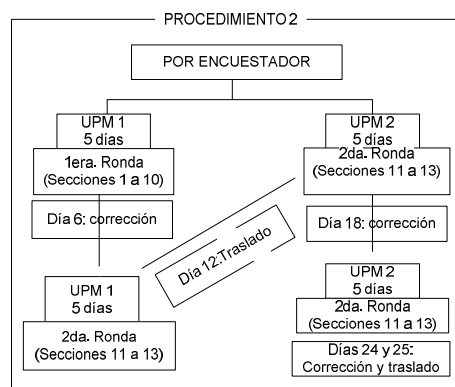 PROCEDIMIENTO 2
POR ENCUESTADOR
UPM 1
5 días
1era. Ronda
(Secciones 1 a 10)
Día 6: corrección
UPM 1
5 días
2da. Ronda
(Secciones 11 a 13)
Día 12:Traslado
UPM 2
5 días
2da. Ronda
(Secciones 11 a 13)
Día 18: corrección
UPM 2
5 días
2da. Ronda
(Secciones 11 a 13)
Días 24 y 25:
Corrección y traslado